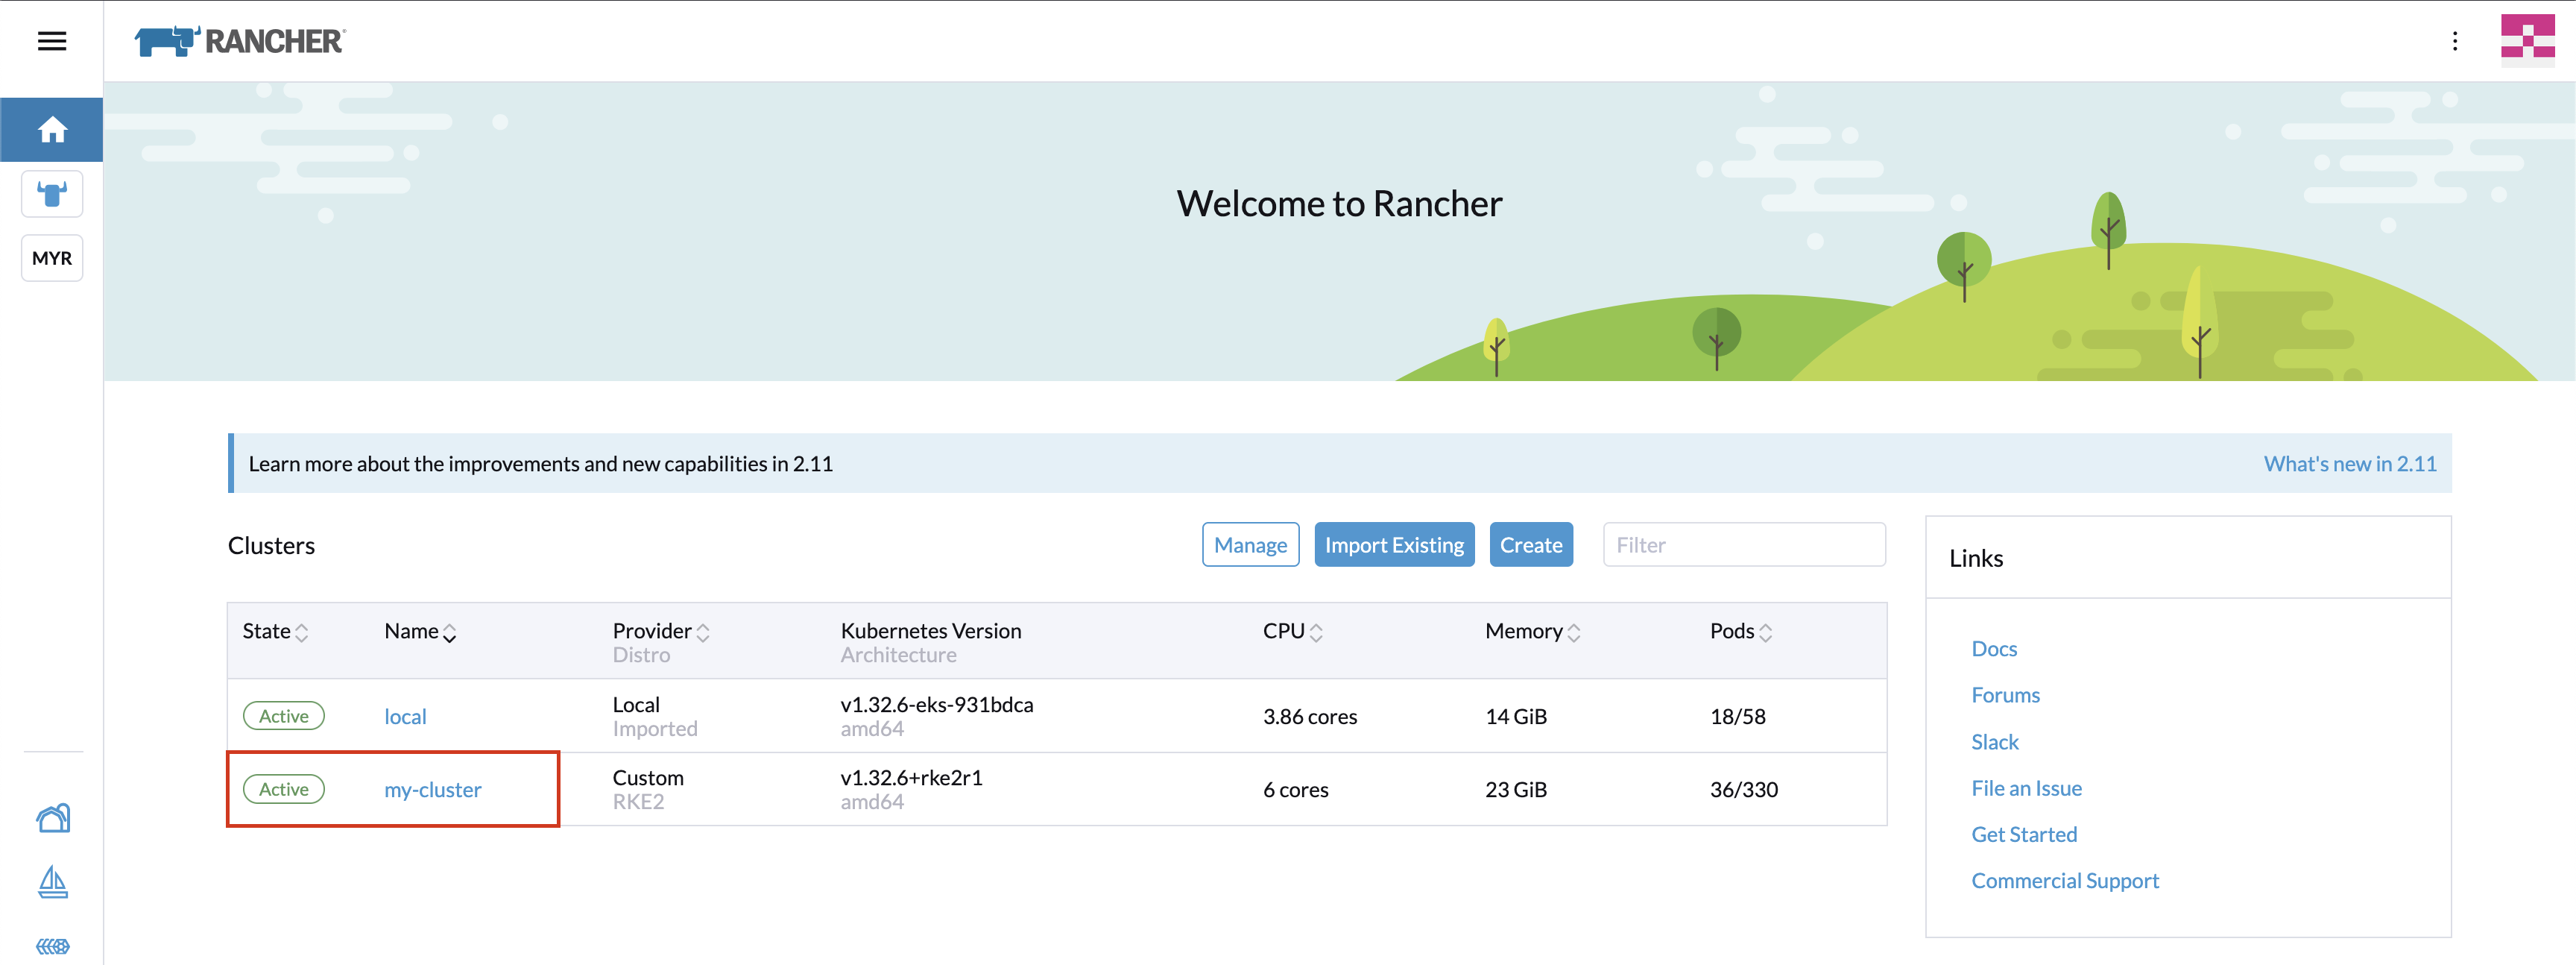 RANCHER
MYR
Welcome to Rancher
Learn more about the improvements and new capabilities in 2.11
What's new in 2.11
Clusters
Manage
Import Existing
Create
Filter
State Name Provider Kubernetes Version CPU Memory Pods
Distro Architecture
Active local Local v1.32.6-eks-931bdca 3.86 cores 14 GiB 18/58
Imported amd64
Active my-cluster Custom v1.32.6+rke2r1 6 cores 23 GiB 36/330
RKE2 amd64
Links
Docs
Forums
Slack
File an Issue
Get Started
Commercial Support